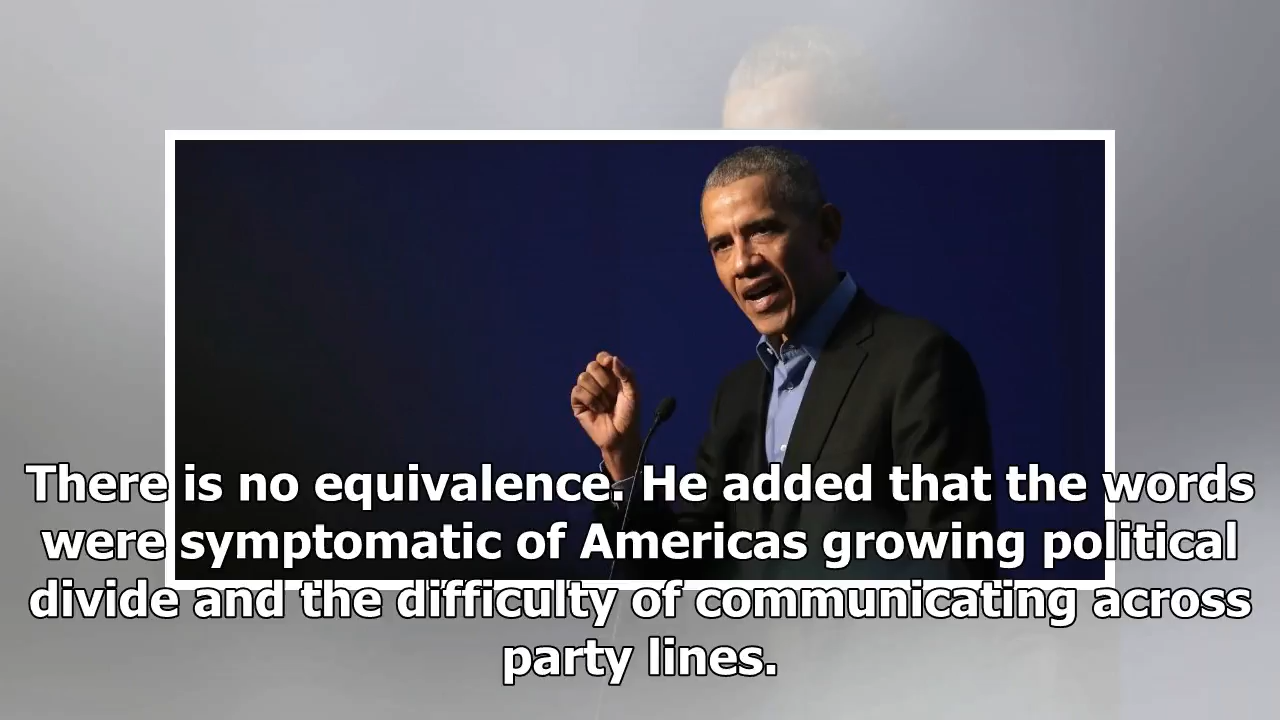 There is no equivalence. He added that the words
were symptomatic of Americas growing political
divide and the difficulty of communicating across
party lines.